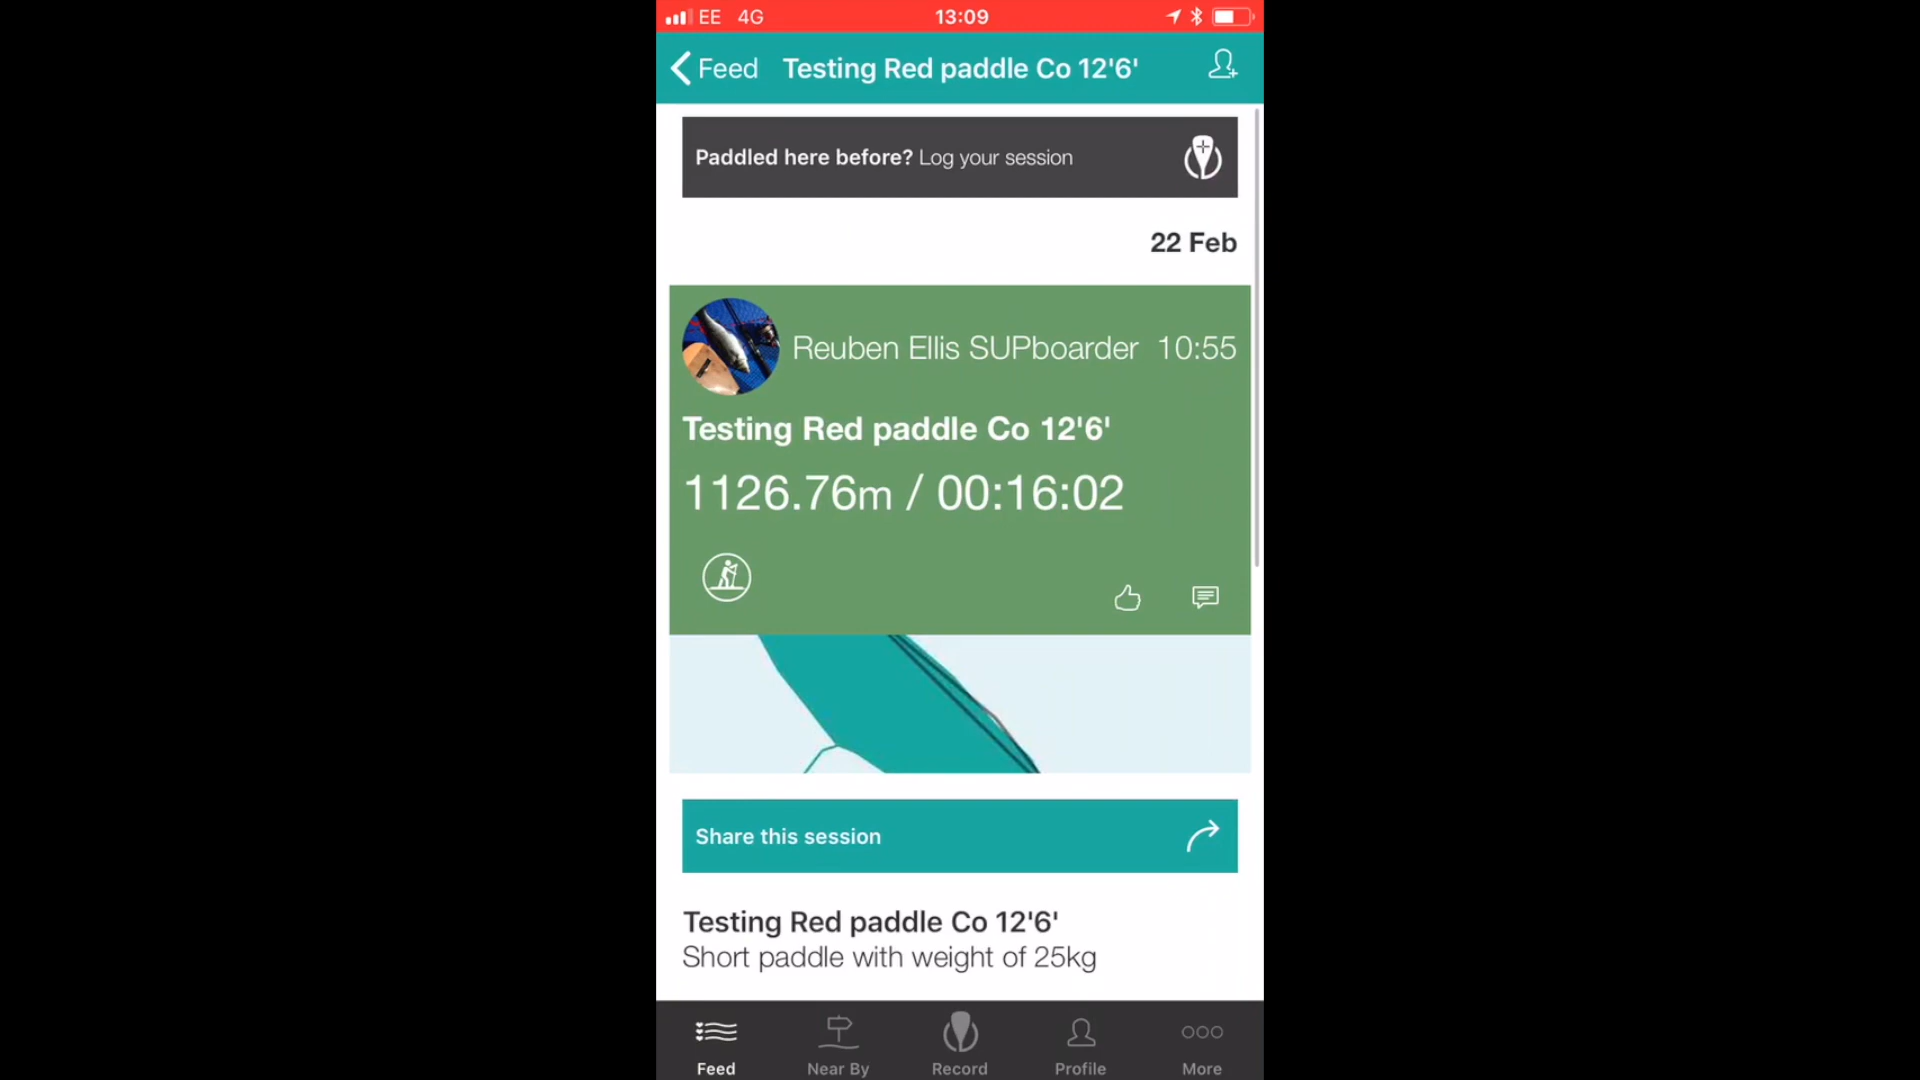 EE 4G 13:09
Feed Testing Red paddle Co 12'6'
Paddled here before? Log your session
22 Feb
Reuben Ellis SUPboarder 10:55
Testing Red paddle Co 12'6'
1126.76m / 00:16:02
Share this session
Testing Red paddle Co 12'6'
Short paddle with weight of 25kg
Feed Near By Record Profile More